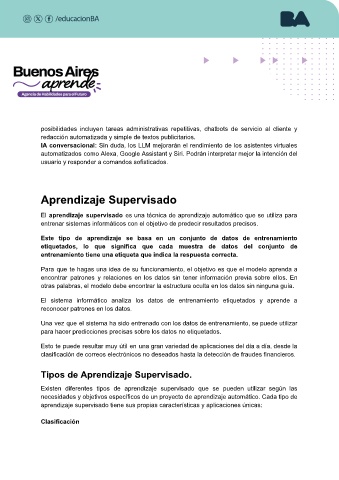 /educacionBA
BA
Buenos Aires
aprende
Agencia de Habilidades para el Futuro
posibilidades incluyen tareas administrativas repetitivas, chatbots de servicio al cliente y
redacción automatizada y simple de textos publicitarios.
IA conversacional: Sin duda, los LLM mejorarán el rendimiento de los asistentes virtuales
automatizados como Alexa, Google Assistant y Siri. Podrán interpretar mejor la intención del
usuario y responder a comandos sofisticados.
Aprendizaje Supervisado
El aprendizaje supervisado es una técnica de aprendizaje automático que se utiliza para
entrenar sistemas informáticos con el objetivo de predecir resultados precisos.
Este tipo de aprendizaje se basa en un conjunto de datos de entrenamiento
etiquetados, lo que significa que cada muestra de datos del conjunto de
entrenamiento tiene una etiqueta que indica la respuesta correcta.
Para que te hagas una idea de su funcionamiento, el objetivo es que el modelo aprenda a
encontrar patrones y relaciones en los datos sin tener información previa sobre ellos. En
otras palabras, el modelo debe encontrar la estructura oculta en los datos sin ninguna guía.
El sistema informático analiza los datos de entrenamiento etiquetados y aprende a
reconocer patrones en los datos.
Una vez que el sistema ha sido entrenado con los datos de entrenamiento, se puede utilizar
para hacer predicciones precisas sobre los datos no etiquetados.
Esto te puede resultar muy útil en una gran variedad de aplicaciones del día a día, desde la
clasificación de correos electrónicos no deseados hasta la detección de fraudes financieros.
Tipos de Aprendizaje Supervisado.
Existen diferentes tipos de aprendizaje supervisado que se pueden utilizar según las
necesidades y objetivos específicos de un proyecto de aprendizaje automático. Cada tipo de
aprendizaje supervisado tiene sus propias características y aplicaciones únicas:
Clasificación